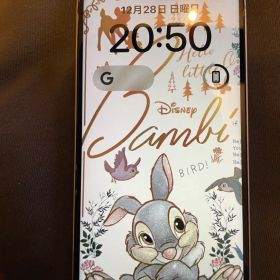 12月28日 日曜日
20:50
Hello
little
G
Disney
Bambi
BIRD!